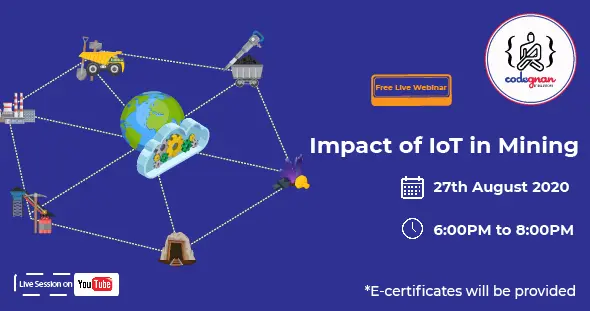 codegnan
Free Live Webinar
Impact of IoT in Mining
27th August 2020
6:00PM to 8:00PM
Live Session on YouTube
*E-certificates will be provided